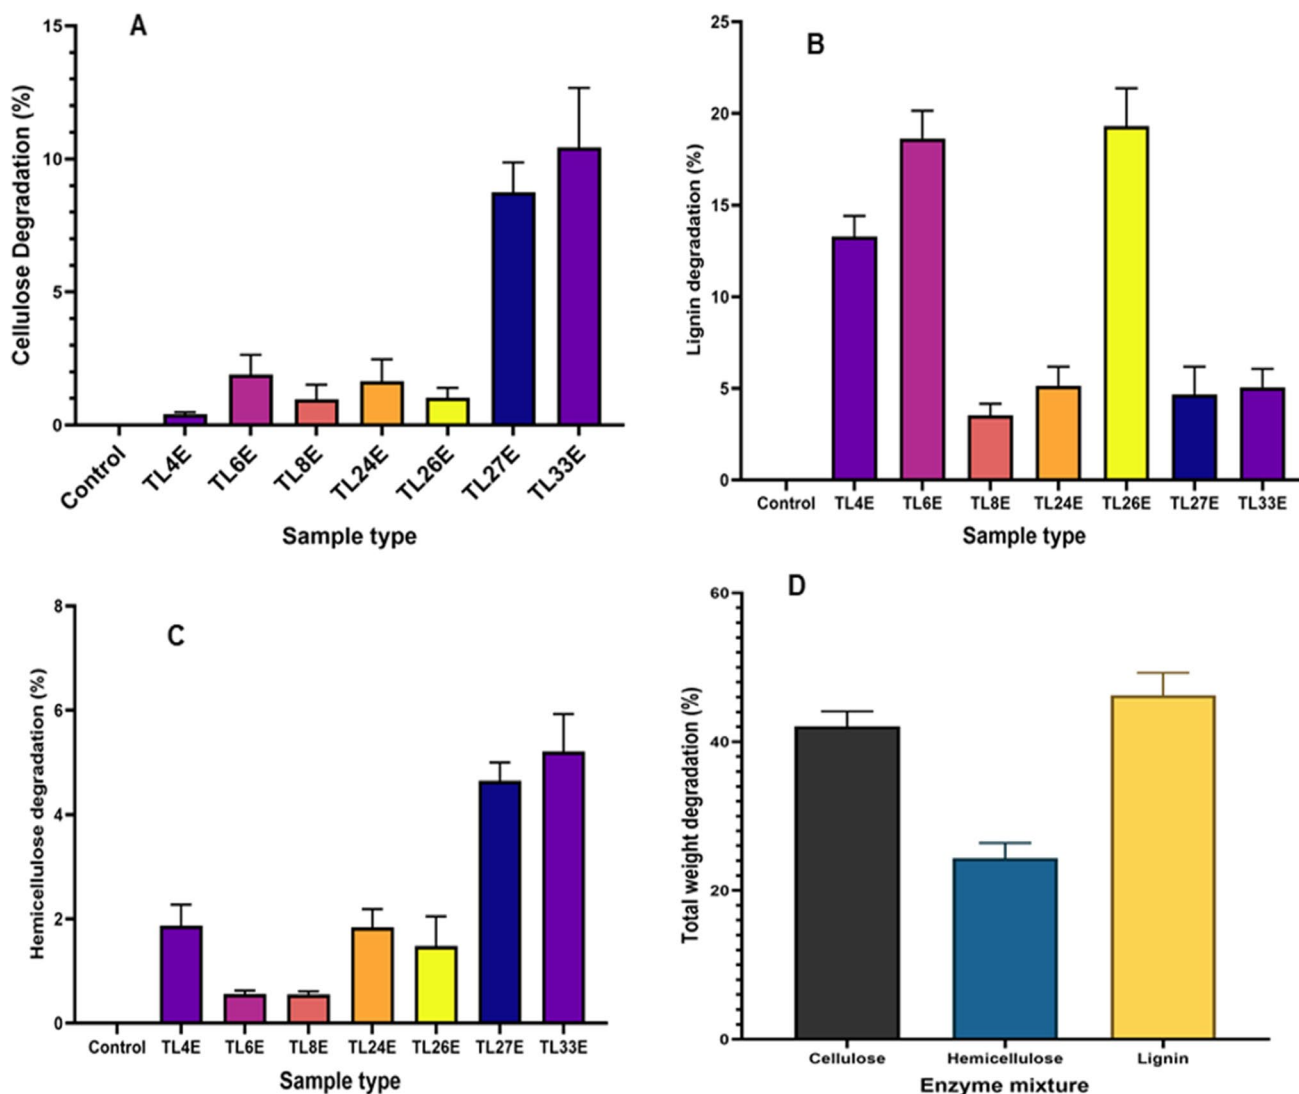 A
Cellulose Degradation (%)
15
10
5
0
Control TL4E TL6E TL8E TL24E TL26E TL27E TL33E
Sample type
B
Lignin degradation (%)
25
20
15
10
5
0
Control TL4E TL6E TL8E TL24E TL26E TL27E TL33E
Sample type
C
Hemicellulose degradation (%)
8
6
4
2
0
Control TL4E TL6E TL8E TL24E TL26E TL27E TL33E
Sample type
D
Total weight degradation (%)
60
40
20
0
Cellulose Hemicellulose Lignin
Enzyme mixture